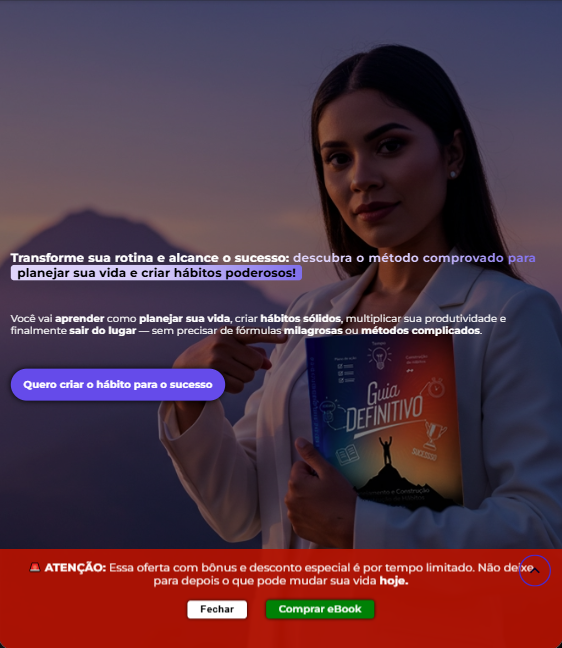 Transforme sua rotina e alcance o sucesso: descubra o método comprovado para
planejar sua vida e criar hábitos poderosos!
Você vai aprender como planejar sua vida, criar hábitos sólidos, multiplicar sua produtividade e
finalmente sair do lugar — sem precisar de fórmulas milagrosas ou métodos complicados.
Quero criar o hábito para o sucesso
Tempo
Guia
DEFINITIVO
SUCESSO!
🚨 ATENÇÃO: Essa oferta com bônus e desconto especial é por tempo limitado. Não deixe
para depois o que pode mudar sua vida hoje.
Fechar
Comprar eBook